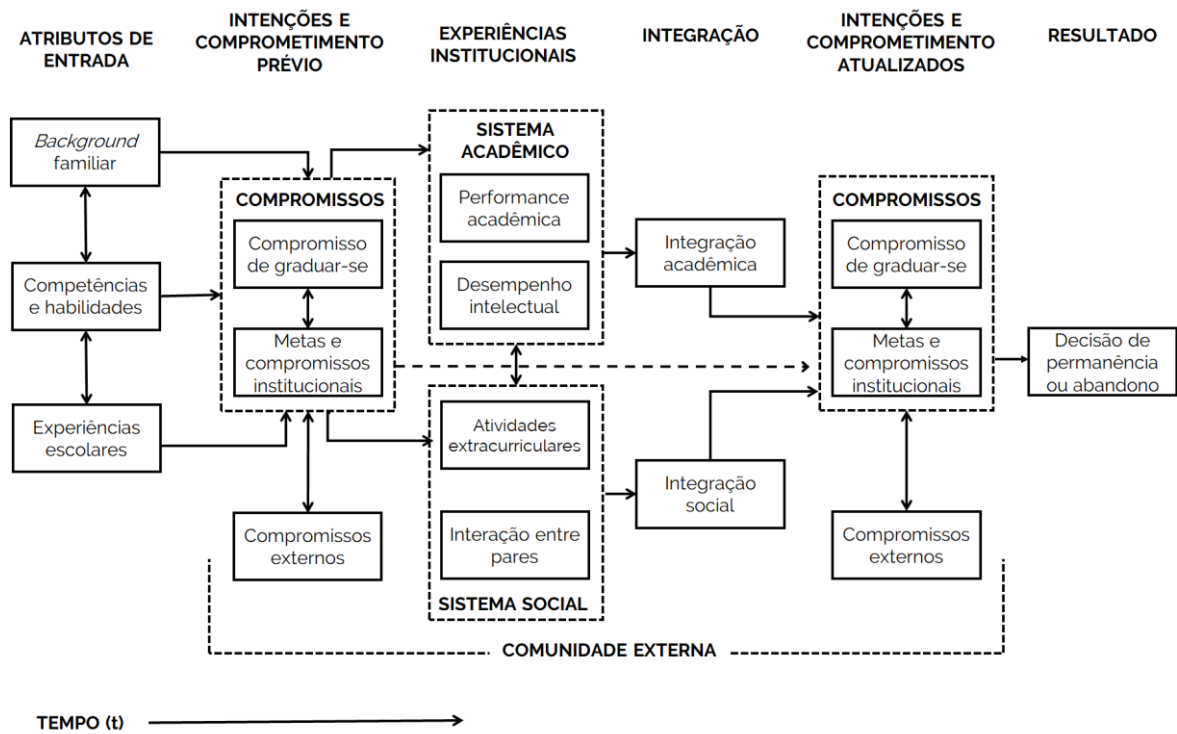 ATRIBUTOS DE
ENTRADA
INTENÇÕES E
COMPROMETIMENTO
PRÉVIO
EXPERIÊNCIAS
INSTITUCIONAIS
INTEGRAÇÃO
INTENÇÕES E
COMPROMETIMENTO
ATUALIZADOS
RESULTADO
Background
familiar
Competências
e habilidades
Experiências
escolares
COMPROMISSOS
Compromisso
de graduar-se
Metas e
compromissos
institucionais
Compromissos
externos
SISTEMA
ACADÊMICO
Performance
acadêmica
Desempenho
intelectual
Atividades
extracurriculares
Interação entre
pares
SISTEMA SOCIAL
Integração
acadêmica
Integração
social
COMPROMISSOS
Compromisso
de graduar-se
Metas e
compromissos
institucionais
Compromissos
externos
Decisão de
permanência
ou abandono
COMUNIDADE EXTERNA
TEMPO (t)